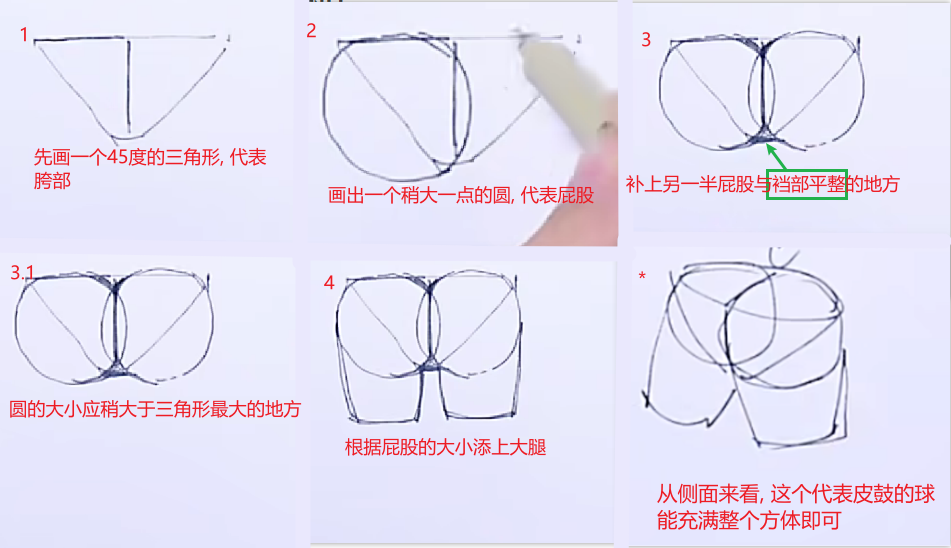 1
先画一个45度的三角形, 代表
胯部
2
画出一个稍大一点的圆, 代表屁股
3
补上另一半屁股与裆部平整的地方
3.1
圆的大小应稍大于三角形最大的地方
4
根据屁股的大小添上大腿
*
从侧面来看, 这个代表皮鼓的球
能充满整个方体即可